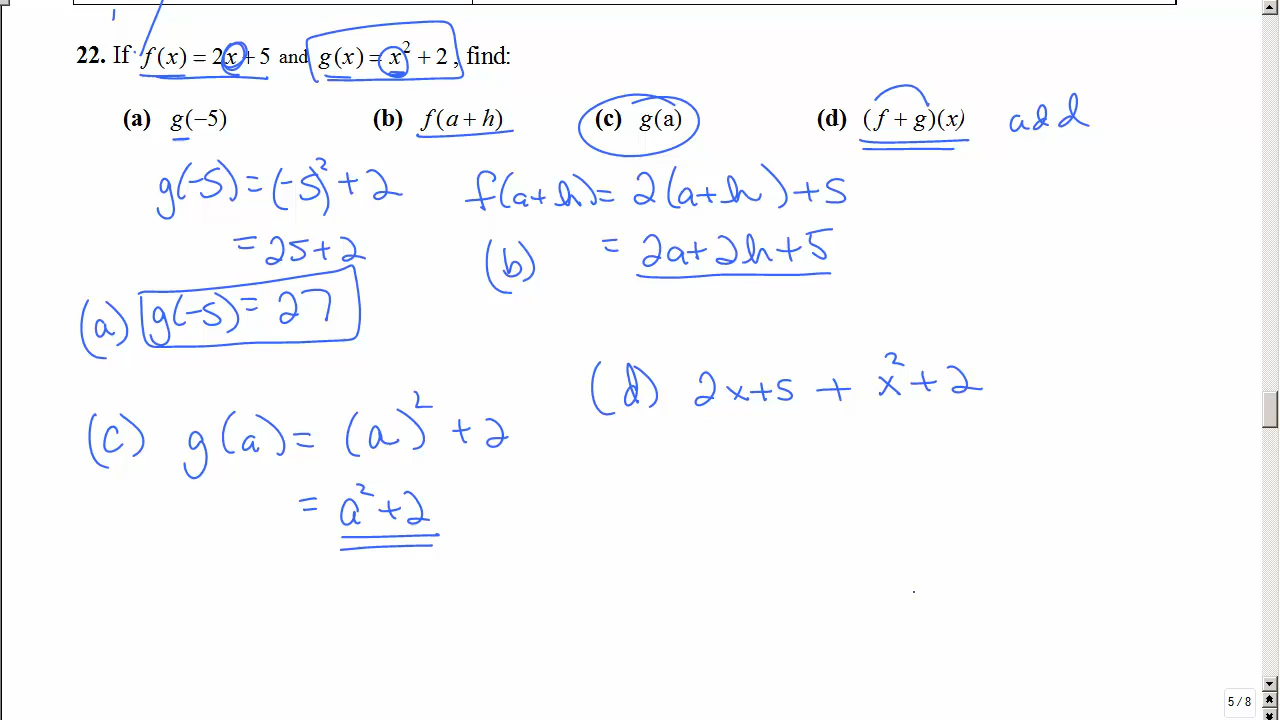 22. If f(x) = 2x + 5 and g(x) = x² + 2, find:
(a) g(−5) (b) f(a + h) (c) g(a) (d) (f + g)(x) add
g(-5) = (-5)² + 2
= 25 + 2
(a) g(-5) = 27
f(a+h) = 2(a+h) + 5
(b) = 2a + 2h + 5
(c) g(a) = (a)² + 2
= a² + 2
(d) 2x+5 + x² + 2
5 / 8